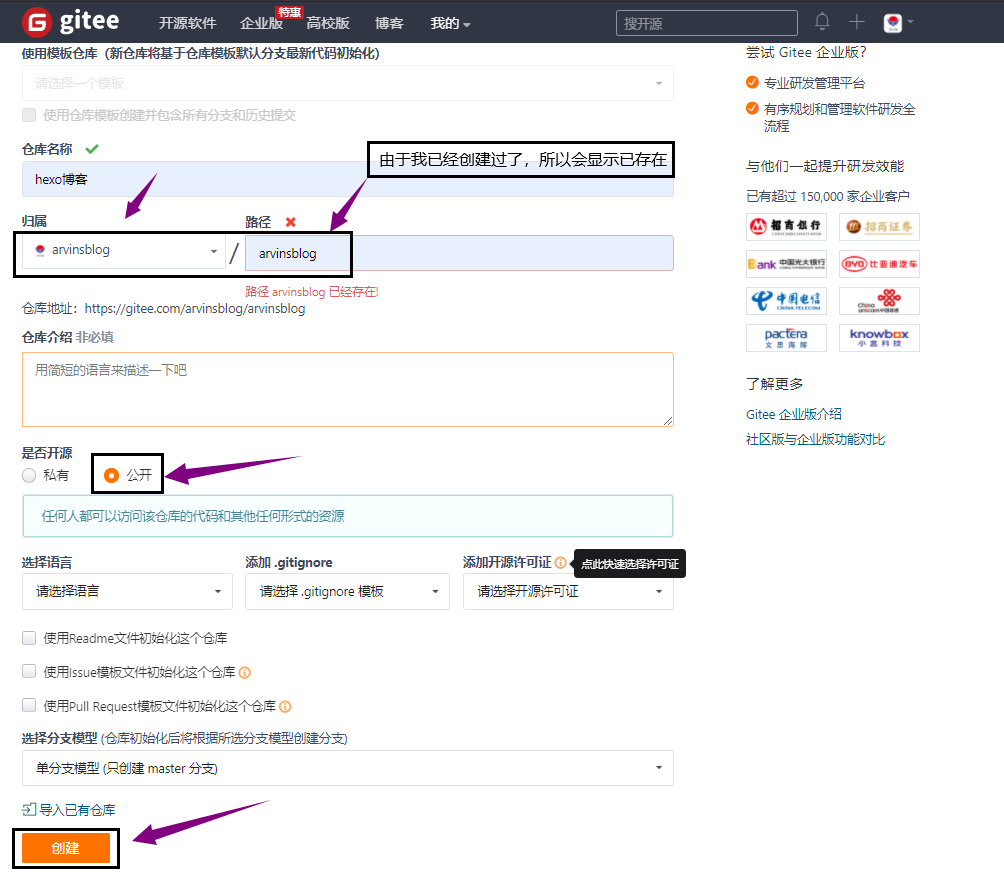 gitee 开源软件 企业版 特惠 高校版 博客 我的 搜开源
使用模板仓库（新仓库将基于仓库模板默认分支最新代码初始化)
请选择一个模板
使用仓库模板创建并包含所有分支和历史提交
仓库名称
由于我已经创建过了，所以会显示已存在
hexo博客
归属 路径
arvinsblog / arvinsblog
路径 arvinsblog 已经存在!
仓库地址：https://gitee.com/arvinsblog/arvinsblog
仓库介绍 非必填
用简短的语言来描述一下吧
是否开源
私有 公开
任何人都可以访问该仓库的代码和其他任何形式的资源
选择语言 添加 .gitignore 添加开源许可证 点此快速选择许可证
请选择语言 请选择 .gitignore 模板 请选择开源许可证
使用Readme文件初始化这个仓库
使用Issue模板文件初始化这个仓库
使用Pull Request模板文件初始化这个仓库
选择分支模型 (仓库初始化后将根据所选分支模型创建分支)
单分支模型 (只创建 master 分支)
导入已有仓库
创建
尝试 Gitee 企业版？
专业研发管理平台
有序规划和管理软件研发全
流程
与他们一起提升研发效能
已有超过 150,000 家企业客户
招商银行 招商证券
CHINA MERCHANTS BANK
Bank 中国光大银行 BYD 比亚迪汽车
中国电信 China
CHINA TELECOM unicom中国联通
pactera knowbox
文思海辉 小盒科技
了解更多
Gitee 企业版介绍
社区版与企业版功能对比